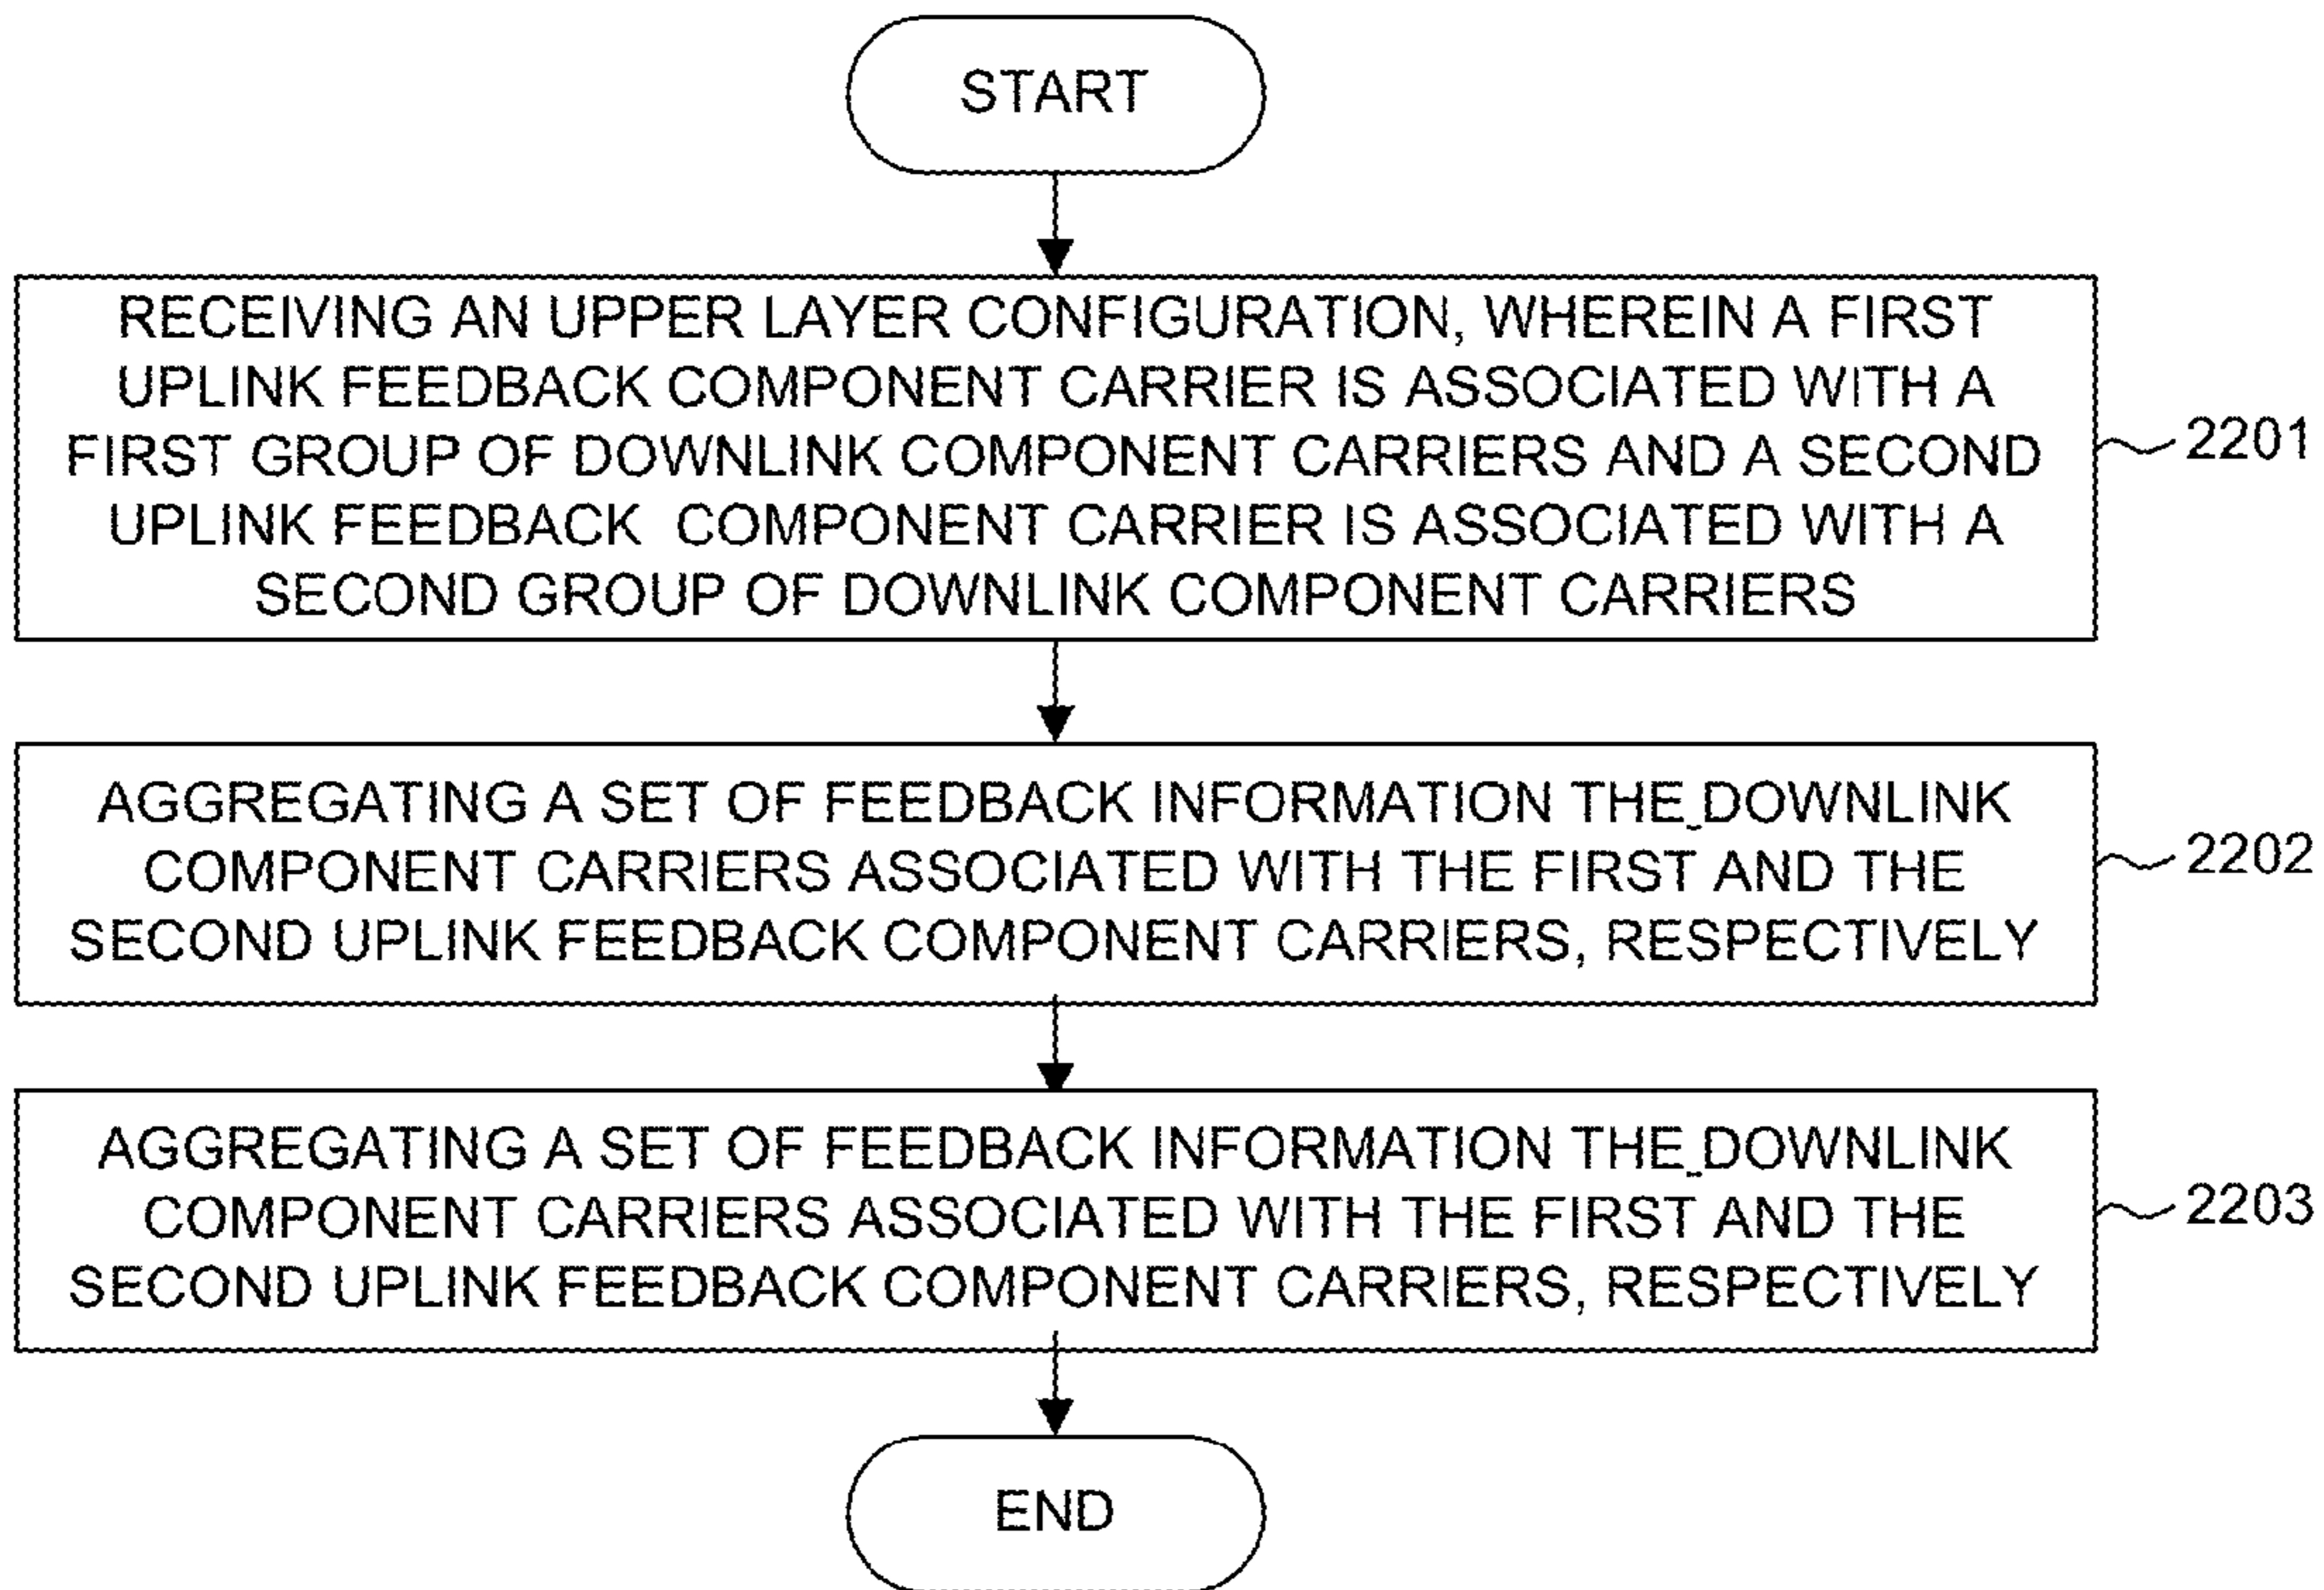 START
RECEIVING AN UPPER LAYER CONFIGURATION, WHEREIN A FIRST
UPLINK FEEDBACK COMPONENT CARRIER IS ASSOCIATED WITH A
FIRST GROUP OF DOWNLINK COMPONENT CARRIERS AND A SECOND
UPLINK FEEDBACK COMPONENT CARRIER IS ASSOCIATED WITH A
SECOND GROUP OF DOWNLINK COMPONENT CARRIERS
2201
AGGREGATING A SET OF FEEDBACK INFORMATION THE DOWNLINK
COMPONENT CARRIERS ASSOCIATED WITH THE FIRST AND THE
SECOND UPLINK FEEDBACK COMPONENT CARRIERS, RESPECTIVELY
2202
AGGREGATING A SET OF FEEDBACK INFORMATION THE DOWNLINK
COMPONENT CARRIERS ASSOCIATED WITH THE FIRST AND THE
SECOND UPLINK FEEDBACK COMPONENT CARRIERS, RESPECTIVELY
2203
END